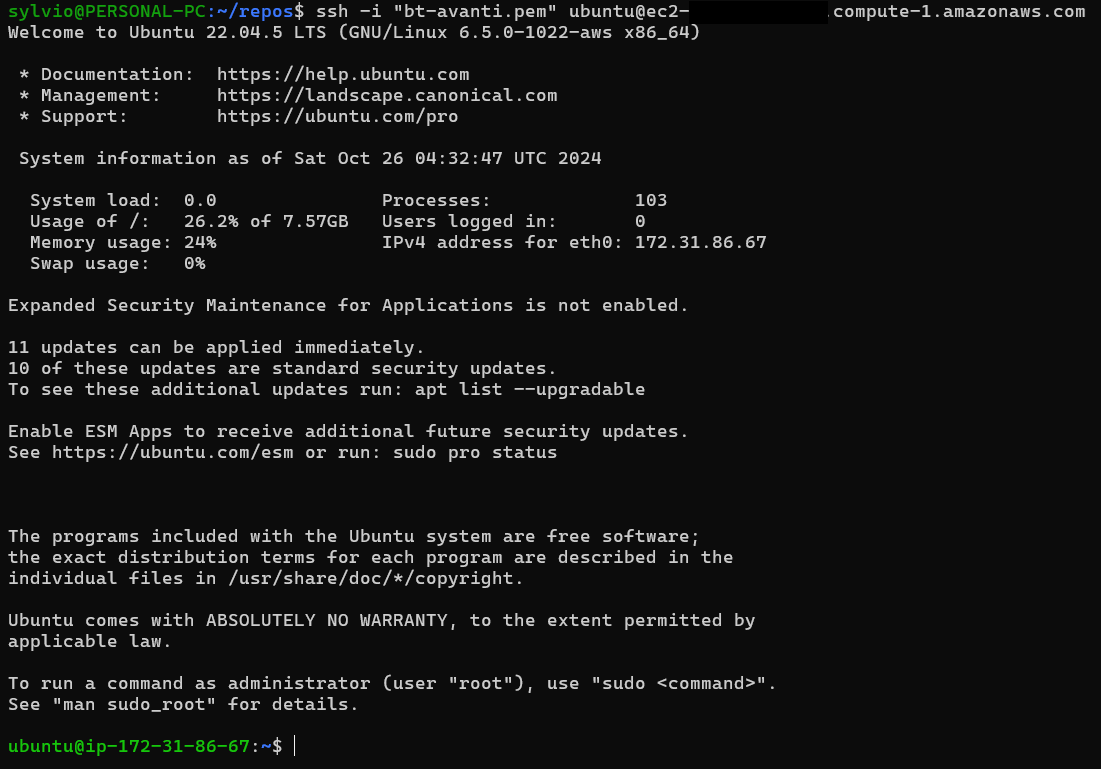 sylvio@PERSONAL-PC:~/repos$ ssh -i "bt-avanti.pem" ubuntu@ec2- .compute-1.amazonaws.com
Welcome to Ubuntu 22.04.5 LTS (GNU/Linux 6.5.0-1022-aws x86_64)
* Documentation: https://help.ubuntu.com
* Management: https://landscape.canonical.com
* Support: https://ubuntu.com/pro
System information as of Sat Oct 26 04:32:47 UTC 2024
System load: 0.0 Processes: 103
Usage of /: 26.2% of 7.57GB Users logged in: 0
Memory usage: 24% IPv4 address for eth0: 172.31.86.67
Swap usage: 0%
Expanded Security Maintenance for Applications is not enabled.
11 updates can be applied immediately.
10 of these updates are standard security updates.
To see these additional updates run: apt list --upgradable
Enable ESM Apps to receive additional future security updates.
See https://ubuntu.com/esm or run: sudo pro status
The programs included with the Ubuntu system are free software;
the exact distribution terms for each program are described in the
individual files in /usr/share/doc/*/copyright.
Ubuntu comes with ABSOLUTELY NO WARRANTY, to the extent permitted by
applicable law.
To run a command as administrator (user "root"), use "sudo <command>".
See "man sudo_root" for details.
ubuntu@ip-172-31-86-67:~$